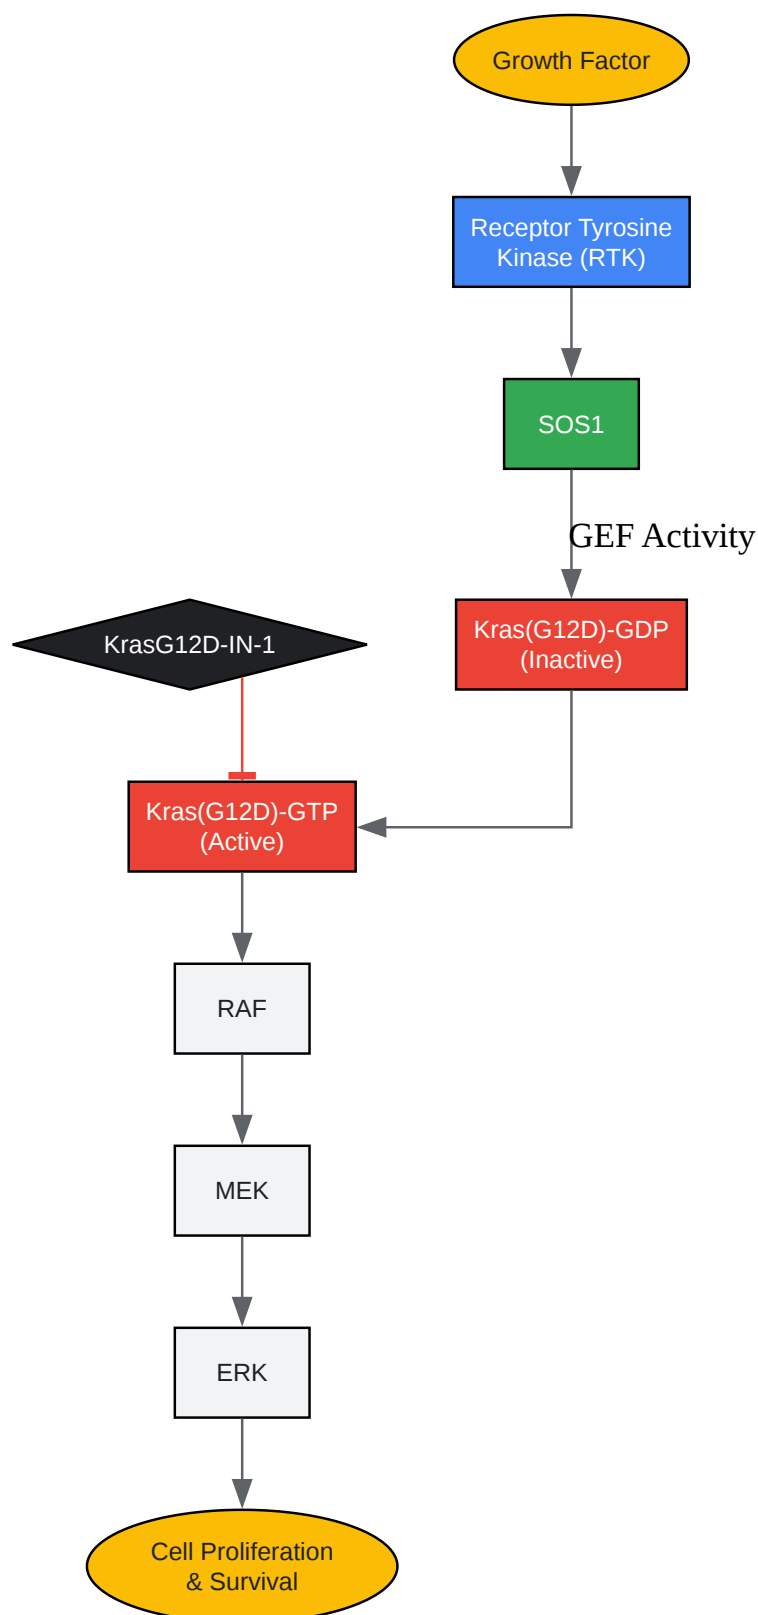 Growth Factor
Receptor Tyrosine
Kinase (RTK)
SOS1
GEF Activity
KrasG12D-IN-1
Kras(G12D)-GDP
(Inactive)
Kras(G12D)-GTP
(Active)
RAF
MEK
ERK
Cell Proliferation
& Survival